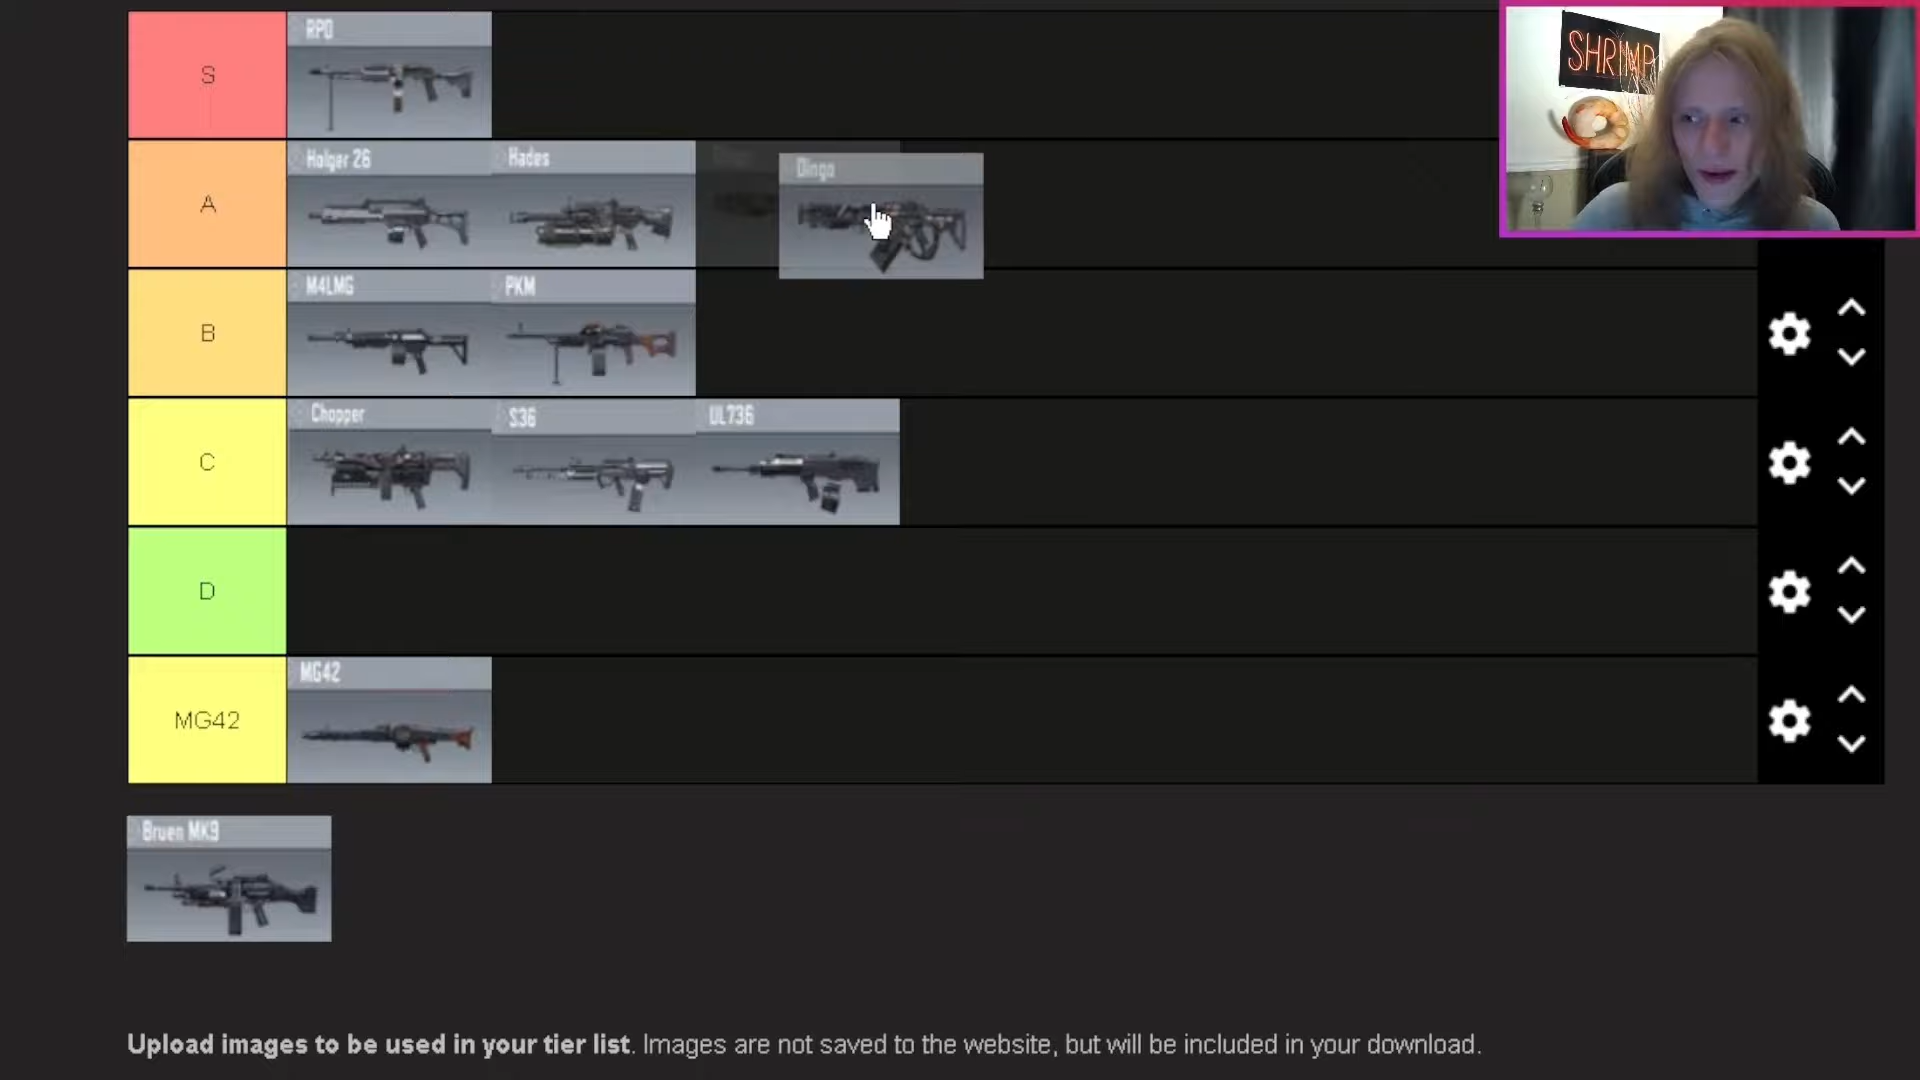 S
RPD
SHRIMP
A
Holger 26
Hades
Dingo
B
M4LMG
PKM
C
Chopper
S36
UL736
D
MG42
MG42
Bruen MK9
Upload images to be used in your tier list. Images are not saved to the website, but will be included in your download.